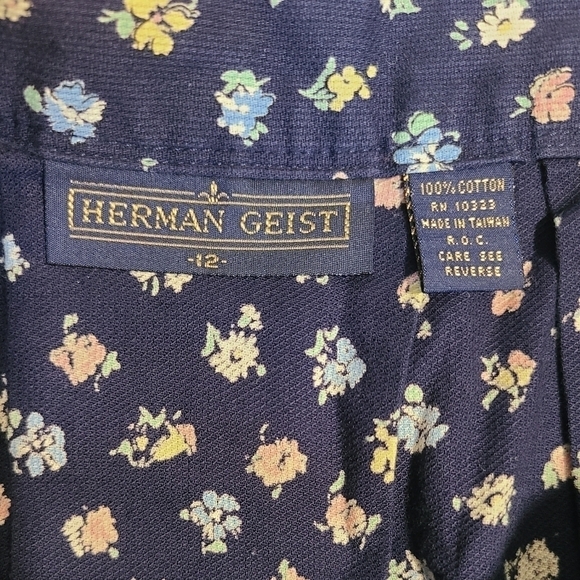 HERMAN GEIST
-12-
100% COTTON
RN 10323
MADE IN TAIWAN
R.O.C.
CARE SEE
REVERSE